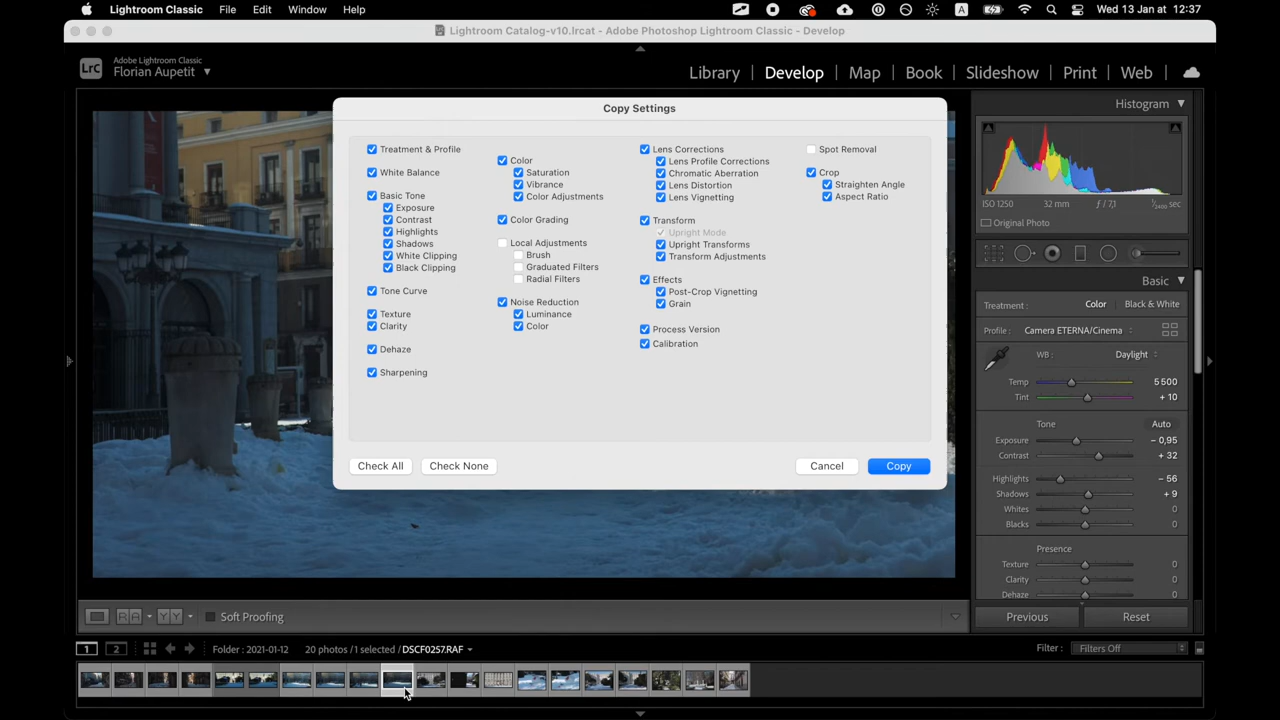 Lightroom Classic File Edit Window Help A Wed 13 Jan at 12:37
Lightroom Catalog-v10.lrcat - Adobe Photoshop Lightroom Classic - Develop
LrC Adobe Lightroom Classic
Florian Aupetit
Library Develop Map Book Slideshow Print Web
Copy Settings
Treatment & Profile
White Balance
Basic Tone
Exposure
Contrast
Highlights
Shadows
White Clipping
Black Clipping
Tone Curve
Texture
Clarity
Dehaze
Sharpening
Color
Saturation
Vibrance
Color Adjustments
Color Grading
Local Adjustments
Brush
Graduated Filters
Radial Filters
Noise Reduction
Luminance
Color
Lens Corrections
Lens Profile Corrections
Chromatic Aberration
Lens Distortion
Lens Vignetting
Transform
Upright Mode
Upright Transforms
Transform Adjustments
Effects
Post-Crop Vignetting
Grain
Process Version
Calibration
Spot Removal
Crop
Straighten Angle
Aspect Ratio
Check All Check None Cancel Copy
Histogram
ISO 1250 32 mm ƒ / 7,1 1/2400 sec
Original Photo
Basic
Treatment : Color Black & White
Profile : Camera ETERNA/Cinema
WB : Daylight
Temp 5 500
Tint + 10
Tone Auto
Exposure − 0,95
Contrast + 32
Highlights − 56
Shadows + 9
Whites 0
Blacks 0
Presence
Texture 0
Clarity 0
Dehaze 0
Previous Reset
R A Y Y Soft Proofing
1 2 Folder : 2021-01-12 20 photos / 1 selected / DSCF0257.RAF Filter : Filters Off